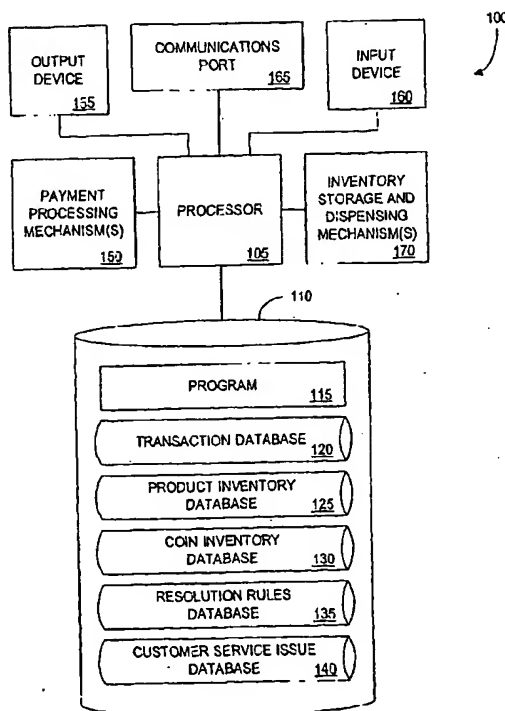 100
OUTPUT
DEVICE
155
COMMUNICATIONS
PORT
165
INPUT
DEVICE
160
PAYMENT
PROCESSING
MECHANISM(S)
150
PROCESSOR
105
INVENTORY
STORAGE AND
DISPENSING
MECHANISM(S)
170
110
PROGRAM
115
TRANSACTION DATABASE
120
PRODUCT INVENTORY
DATABASE
125
COIN INVENTORY
DATABASE
130
RESOLUTION RULES
DATABASE
135
CUSTOMER SERVICE ISSUE
DATABASE
140